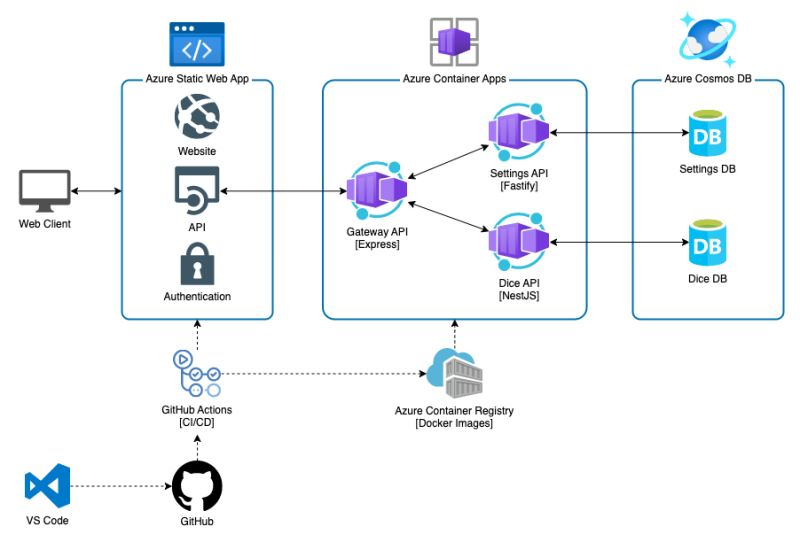 Azure Static Web App
Azure Container Apps
Azure Cosmos DB
Website
Settings API
[Fastify]
DB
Settings DB
Web Client
API
Gateway API
[Express]
Authentication
Dice API
[NestJS]
DB
Dice DB
GitHub Actions
[CI/CD]
Azure Container Registry
[Docker Images]
VS Code
GitHub